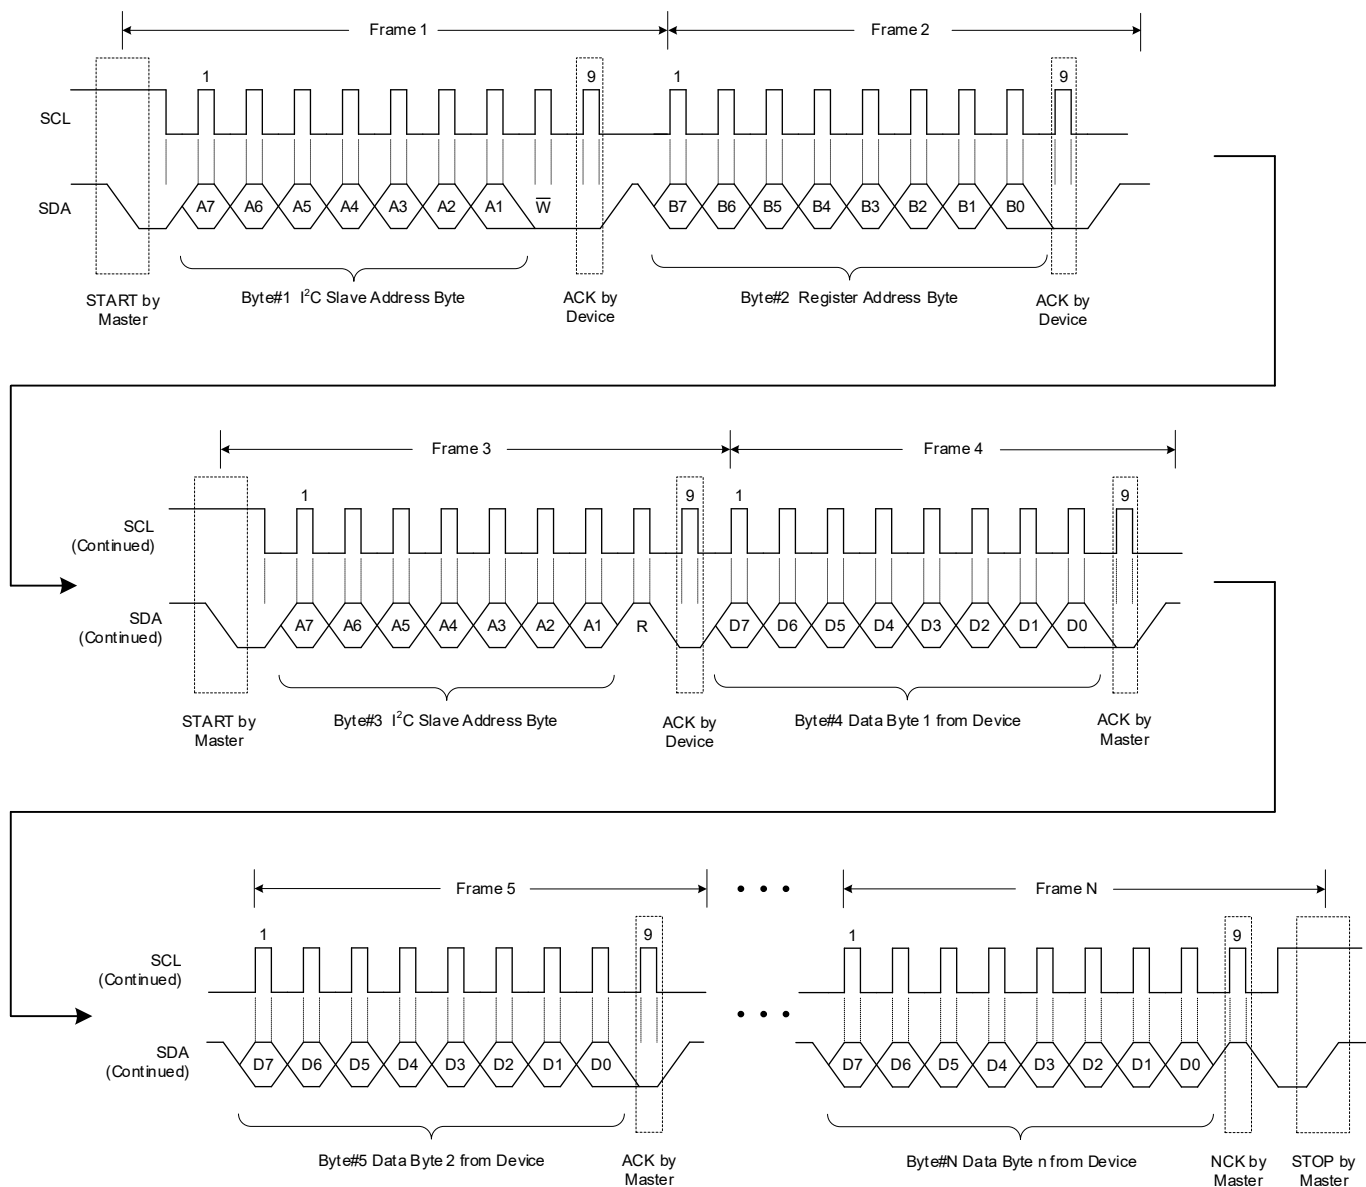 Frame 1 Frame 2
1 9 1 9
SCL
SDA A7 A6 A5 A4 A3 A2 A1 W̅ B7 B6 B5 B4 B3 B2 B1 B0
START by Master
Byte#1 I²C Slave Address Byte
ACK by Device
Byte#2 Register Address Byte
ACK by Device
Frame 3 Frame 4
1 9 1 9
SCL
(Continued)
SDA
(Continued)
A7 A6 A5 A4 A3 A2 A1 R D7 D6 D5 D4 D3 D2 D1 D0
START by
Master
Byte#3 I²C Slave Address Byte
ACK by
Device
Byte#4 Data Byte 1 from Device
ACK by
Master
Frame 5 • • • Frame N
1 9 1 9
SCL
(Continued)
• • •
SDA
(Continued)
D7 D6 D5 D4 D3 D2 D1 D0 D7 D6 D5 D4 D3 D2 D1 D0
Byte#5 Data Byte 2 from Device
ACK by
Master
Byte#N Data Byte n from Device
NCK by
Master
STOP by
Master